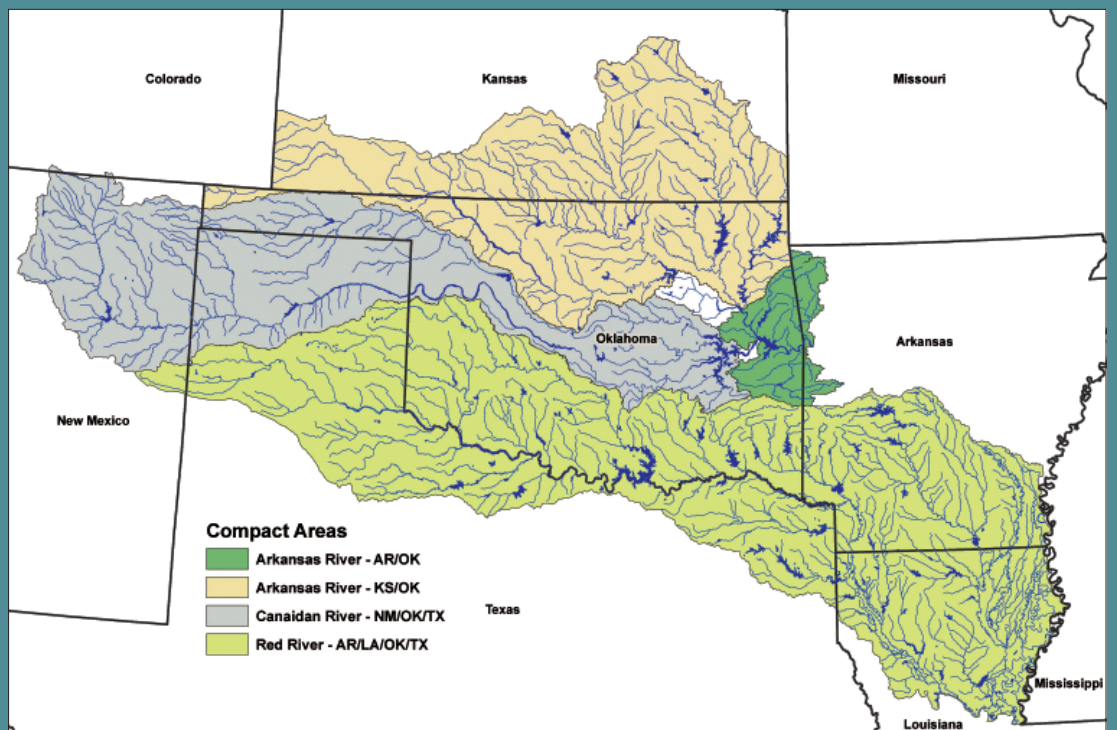 Colorado
Kansas
Missouri
Oklahoma
Arkansas
New Mexico
Compact Areas
Arkansas River - AR/OK
Arkansas River - KS/OK
Canaidan River - NM/OK/TX
Red River - AR/LA/OK/TX
Texas
Mississippi
Louisiana